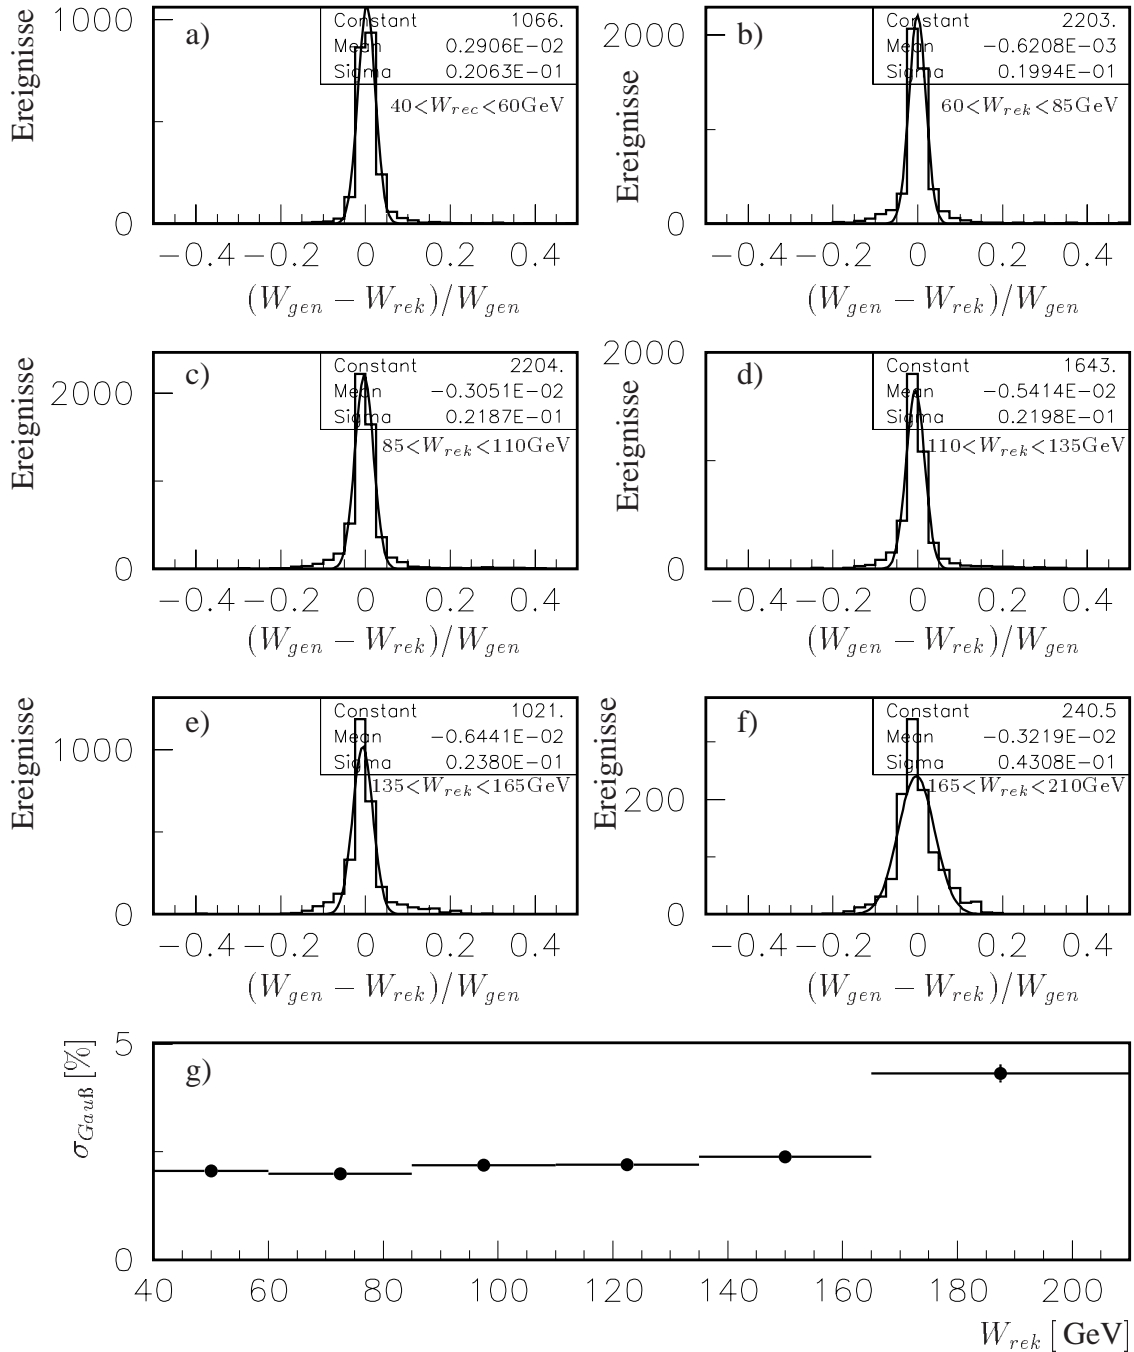 Ereignisse
1000
0
a)
Constant 1066.
Mean 0.2906E-02
Sigma 0.2063E-01
40<W_rec<60GeV
−0.4 −0.2 0 0.2 0.4
(W_gen − W_rek)/W_gen
Ereignisse
2000
0
b)
Constant 2203.
Mean −0.6208E-03
Sigma 0.1994E-01
60<W_rek<85GeV
−0.4 −0.2 0 0.2 0.4
(W_gen − W_rek)/W_gen
Ereignisse
2000
0
c)
Constant 2204.
Mean −0.3051E-02
Sigma 0.2187E-01
85<W_rek<110GeV
−0.4 −0.2 0 0.2 0.4
(W_gen − W_rek)/W_gen
Ereignisse
2000
0
d)
Constant 1643.
Mean −0.5414E-02
Sigma 0.2198E-01
110<W_rek<135GeV
−0.4 −0.2 0 0.2 0.4
(W_gen − W_rek)/W_gen
Ereignisse
1000
0
e)
Constant 1021.
Mean −0.6441E-02
Sigma 0.2380E-01
135<W_rek<165GeV
−0.4 −0.2 0 0.2 0.4
(W_gen − W_rek)/W_gen
Ereignisse
200
0
f)
Constant 240.5
Mean −0.3219E-02
Sigma 0.4308E-01
165<W_rek<210GeV
−0.4 −0.2 0 0.2 0.4
(W_gen − W_rek)/W_gen
σ_Gauß [%]
5
0
g)
40 60 80 100 120 140 160 180 200
W_rek [ GeV]